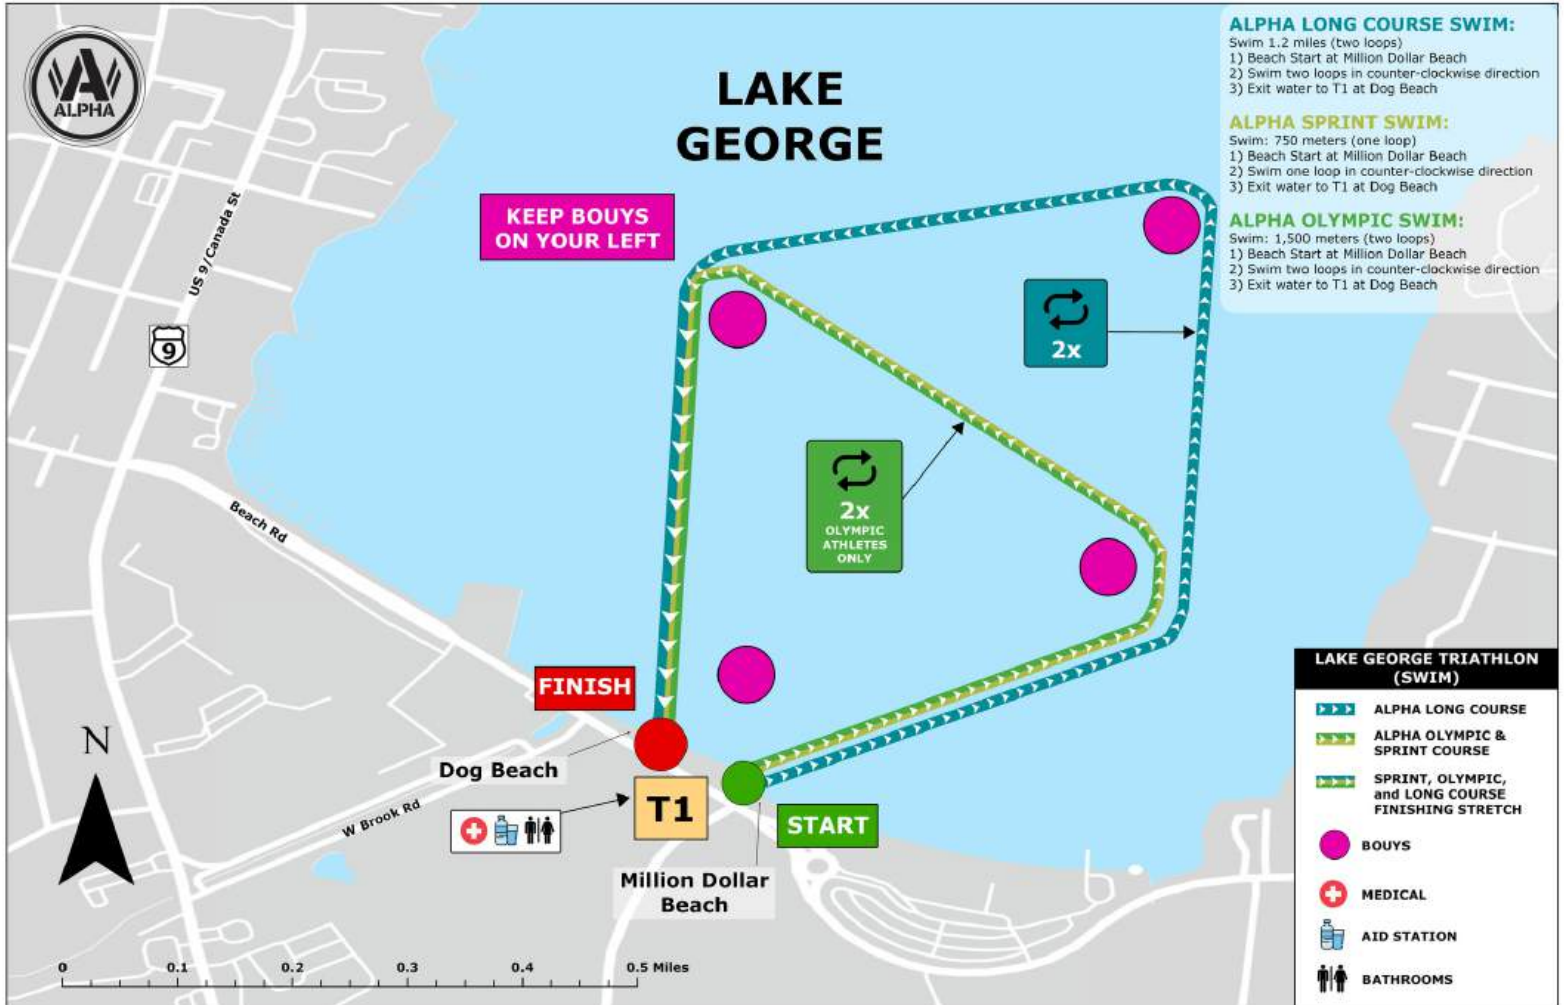 ALPHA
LAKE
GEORGE
ALPHA LONG COURSE SWIM:
Swim 1.2 miles (two loops)
1) Beach Start at Million Dollar Beach
2) Swim two loops in counter-clockwise direction
3) Exit water to T1 at Dog Beach
ALPHA SPRINT SWIM:
Swim: 750 meters (one loop)
1) Beach Start at Million Dollar Beach
2) Swim one loop in counter-clockwise direction
3) Exit water to T1 at Dog Beach
ALPHA OLYMPIC SWIM:
Swim: 1,500 meters (two loops)
1) Beach Start at Million Dollar Beach
2) Swim two loops in counter-clockwise direction
3) Exit water to T1 at Dog Beach
KEEP BOUYS
ON YOUR LEFT
US 9/Canada St
9
2x
2x
OLYMPIC
ATHLETES
ONLY
Beach Rd
FINISH
Dog Beach
T1
START
W Brook Rd
Million Dollar
Beach
N
0 0.1 0.2 0.3 0.4 0.5 Miles
LAKE GEORGE TRIATHLON
(SWIM)
ALPHA LONG COURSE
ALPHA OLYMPIC &
SPRINT COURSE
SPRINT, OLYMPIC,
and LONG COURSE
FINISHING STRETCH
BOUYS
MEDICAL
AID STATION
BATHROOMS